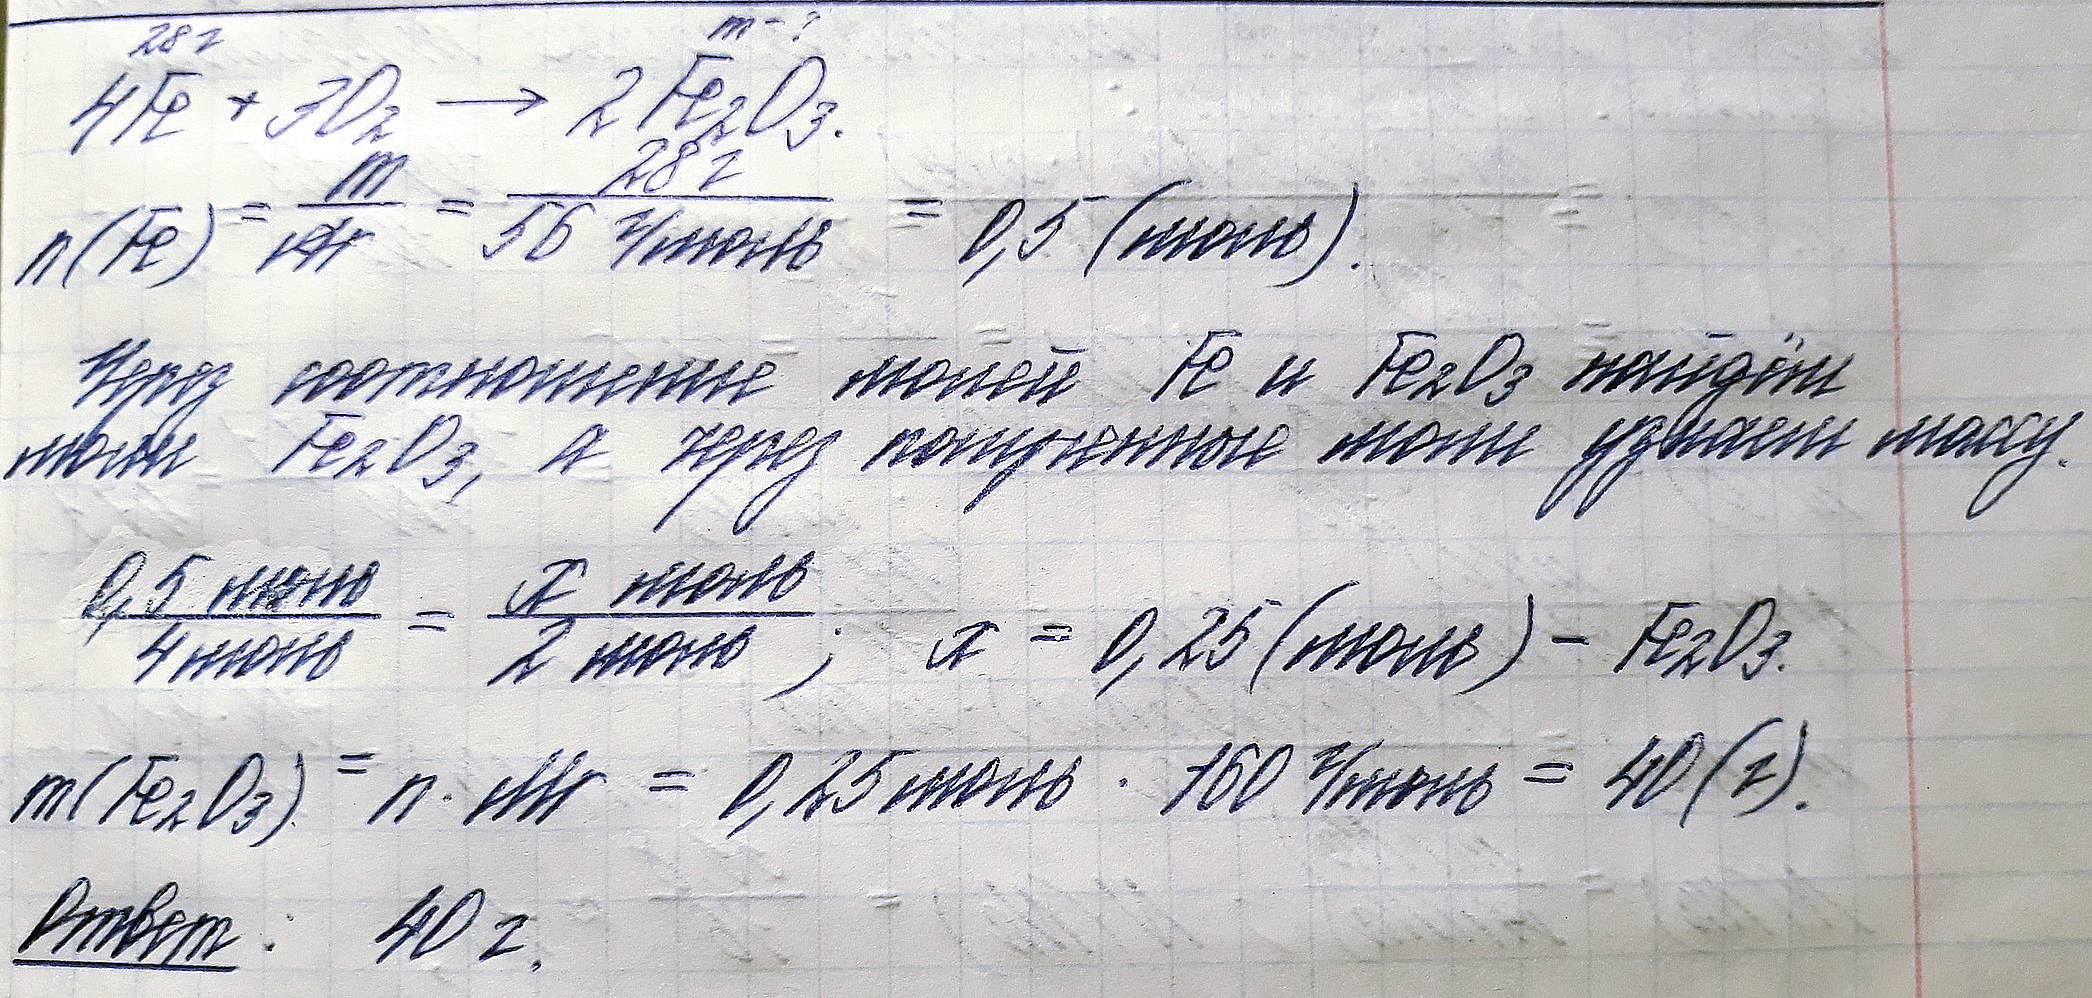 28 г m - ?
4Fe + 3O₂ → 2Fe₂O₃.
n(Fe) = m/Mr = 28 г/56 г/моль = 0,5 (моль).
Через соотношение молей Fe и Fe₂O₃ найдём
моли Fe₂O₃, а через полученные моли узнаем массу.
0,5 моль/4 моль = x моль/2 моль; x = 0,25 (моль) - Fe₂O₃.
m(Fe₂O₃) = n · Mr = 0,25 моль · 160 г/моль = 40 (г).
Ответ: 40 г.